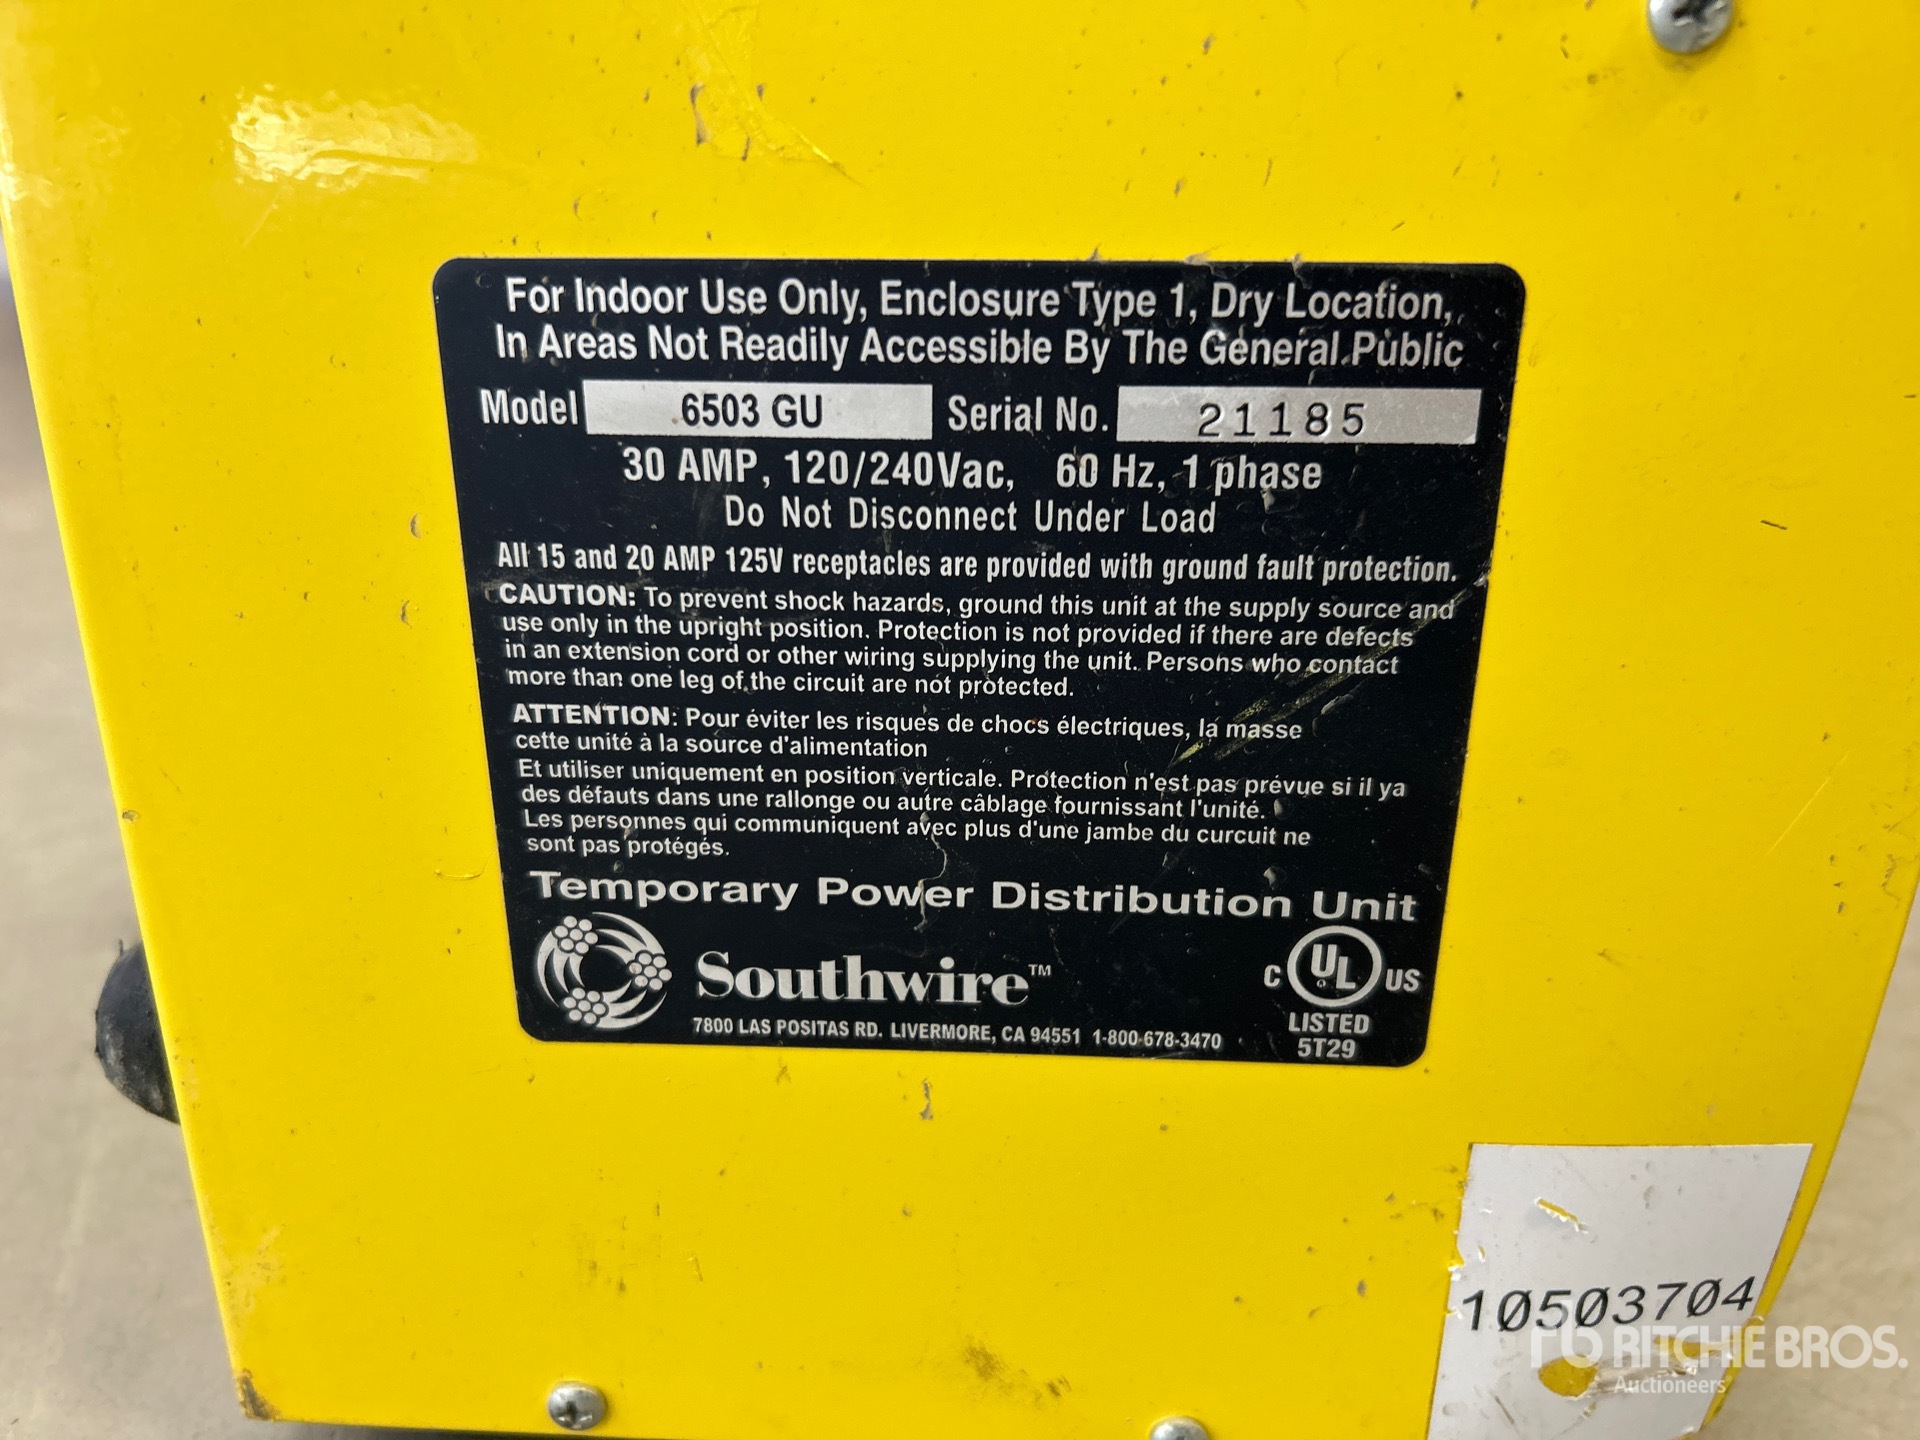 For Indoor Use Only, Enclosure Type 1, Dry Location,
In Areas Not Readily Accessible By The General Public
Model 6503 GU Serial No. 21185
30 AMP, 120/240Vac, 60 Hz, 1 phase
Do Not Disconnect Under Load
All 15 and 20 AMP 125V receptacles are provided with ground fault protection.
CAUTION: To prevent shock hazards, ground this unit at the supply source and
use only in the upright position. Protection is not provided if there are defects
in an extension cord or other wiring supplying the unit. Persons who contact
more than one leg of the circuit are not protected.
ATTENTION: Pour éviter les risques de chocs électriques, la masse
cette unité à la source d'alimentation
Et utiliser uniquement en position verticale. Protection n'est pas prévue si il ya
des défauts dans une rallonge ou autre câblage fournissant l'unité.
Les personnes qui communiquent avec plus d'une jambe du curcuit ne
sont pas protégés.
Temporary Power Distribution Unit
Southwire™
7800 LAS POSITAS RD. LIVERMORE, CA 94551 1-800-678-3470
C UL US
LISTED
5T29
10503704
RITCHIE BROS.
Auctioneers